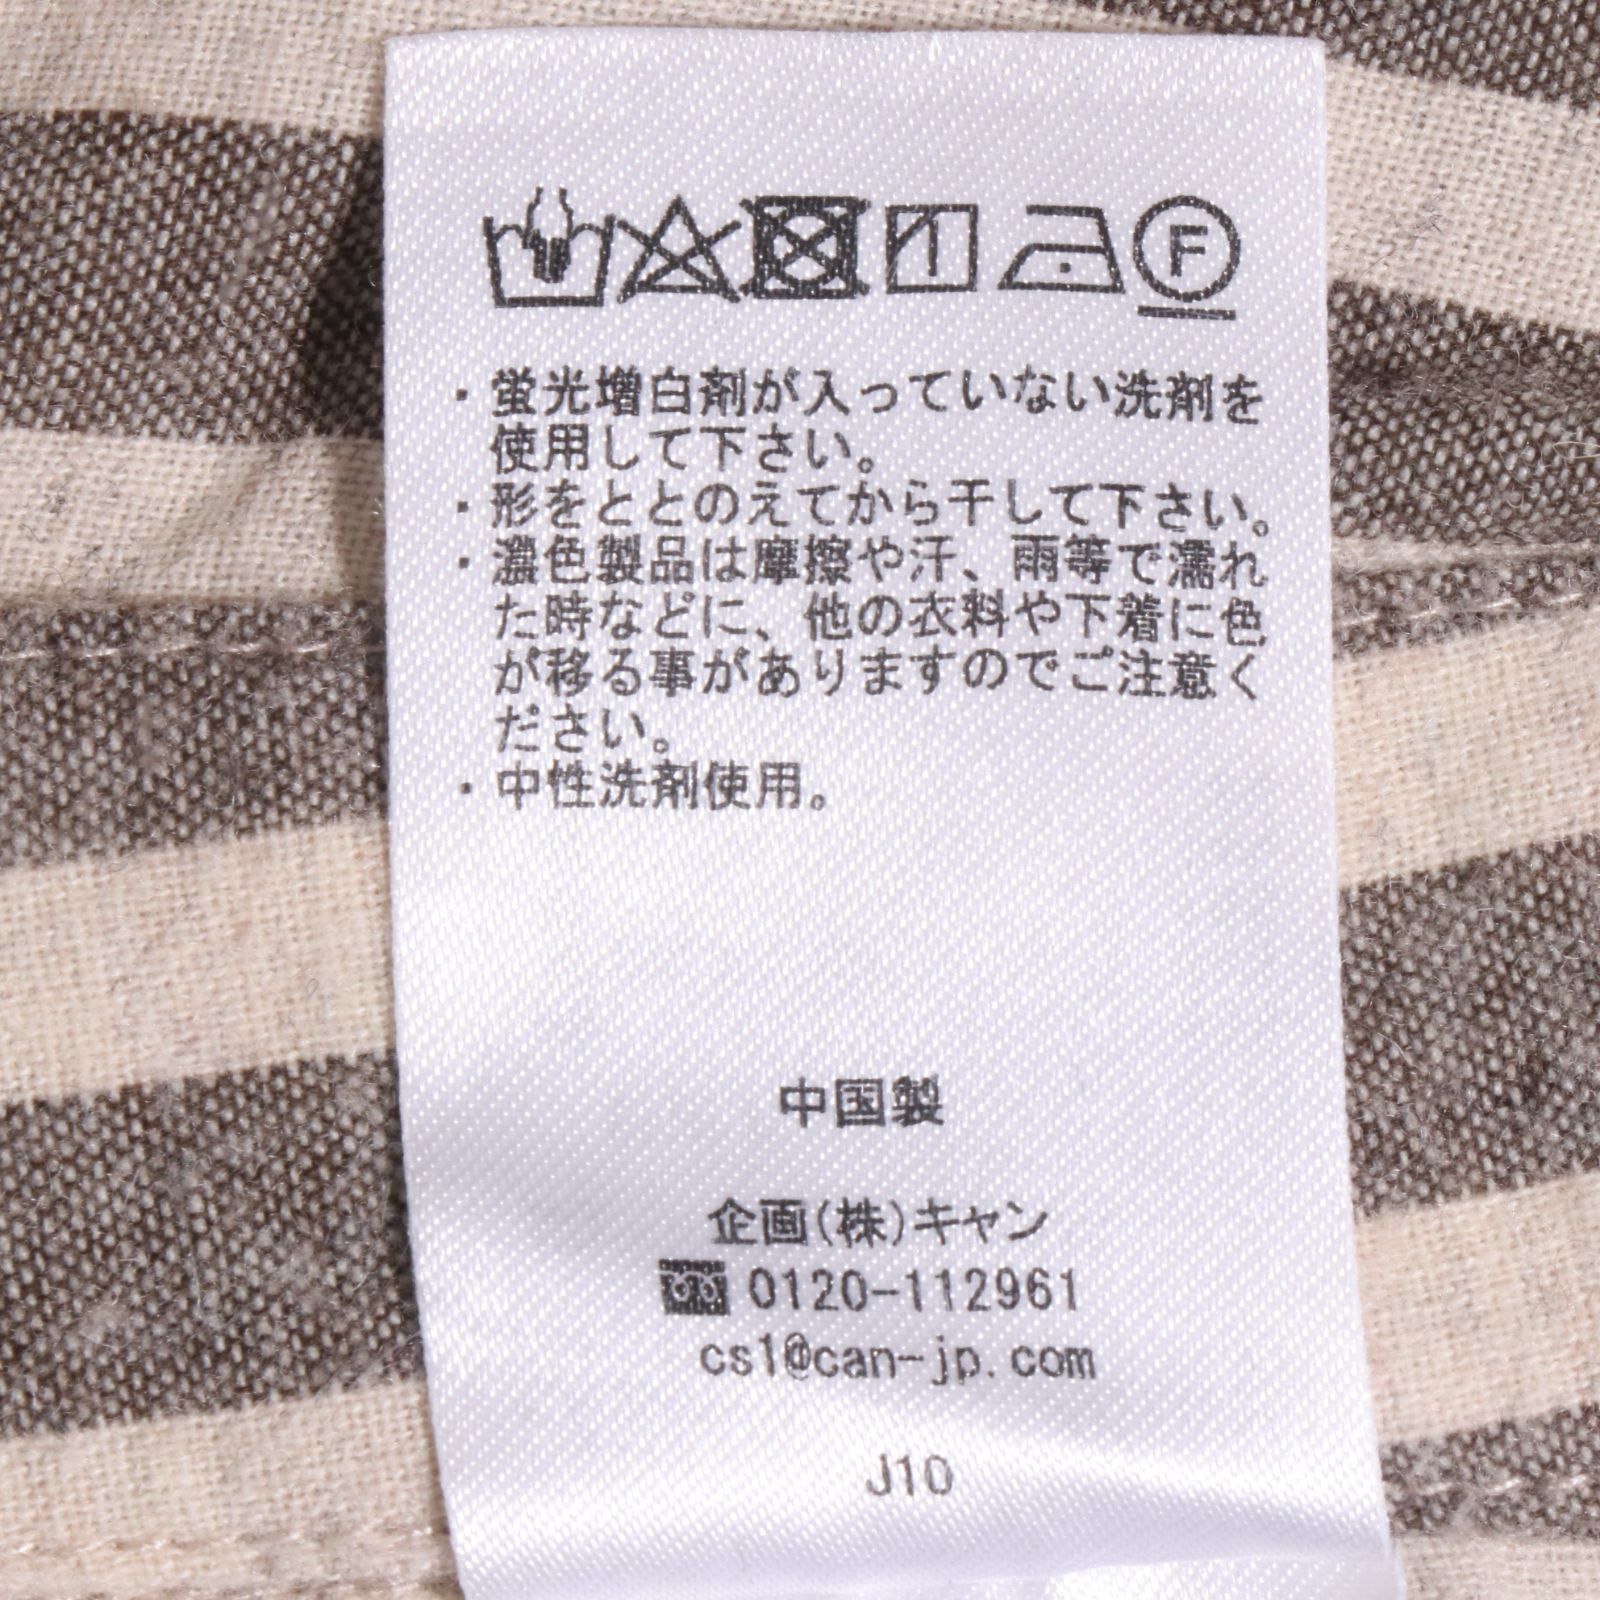 F
・蛍光増白剤が入っていない洗剤を
使用して下さい。
・形をととのえてから干して下さい。
・濃色製品は摩擦や汗、雨等で濡れ
た時などに、他の衣料や下着に色
が移る事がありますのでご注意く
ださい。
・中性洗剤使用。
中国製
企画(株)キャン
0120-112961
cs1@can-jp.com
J10